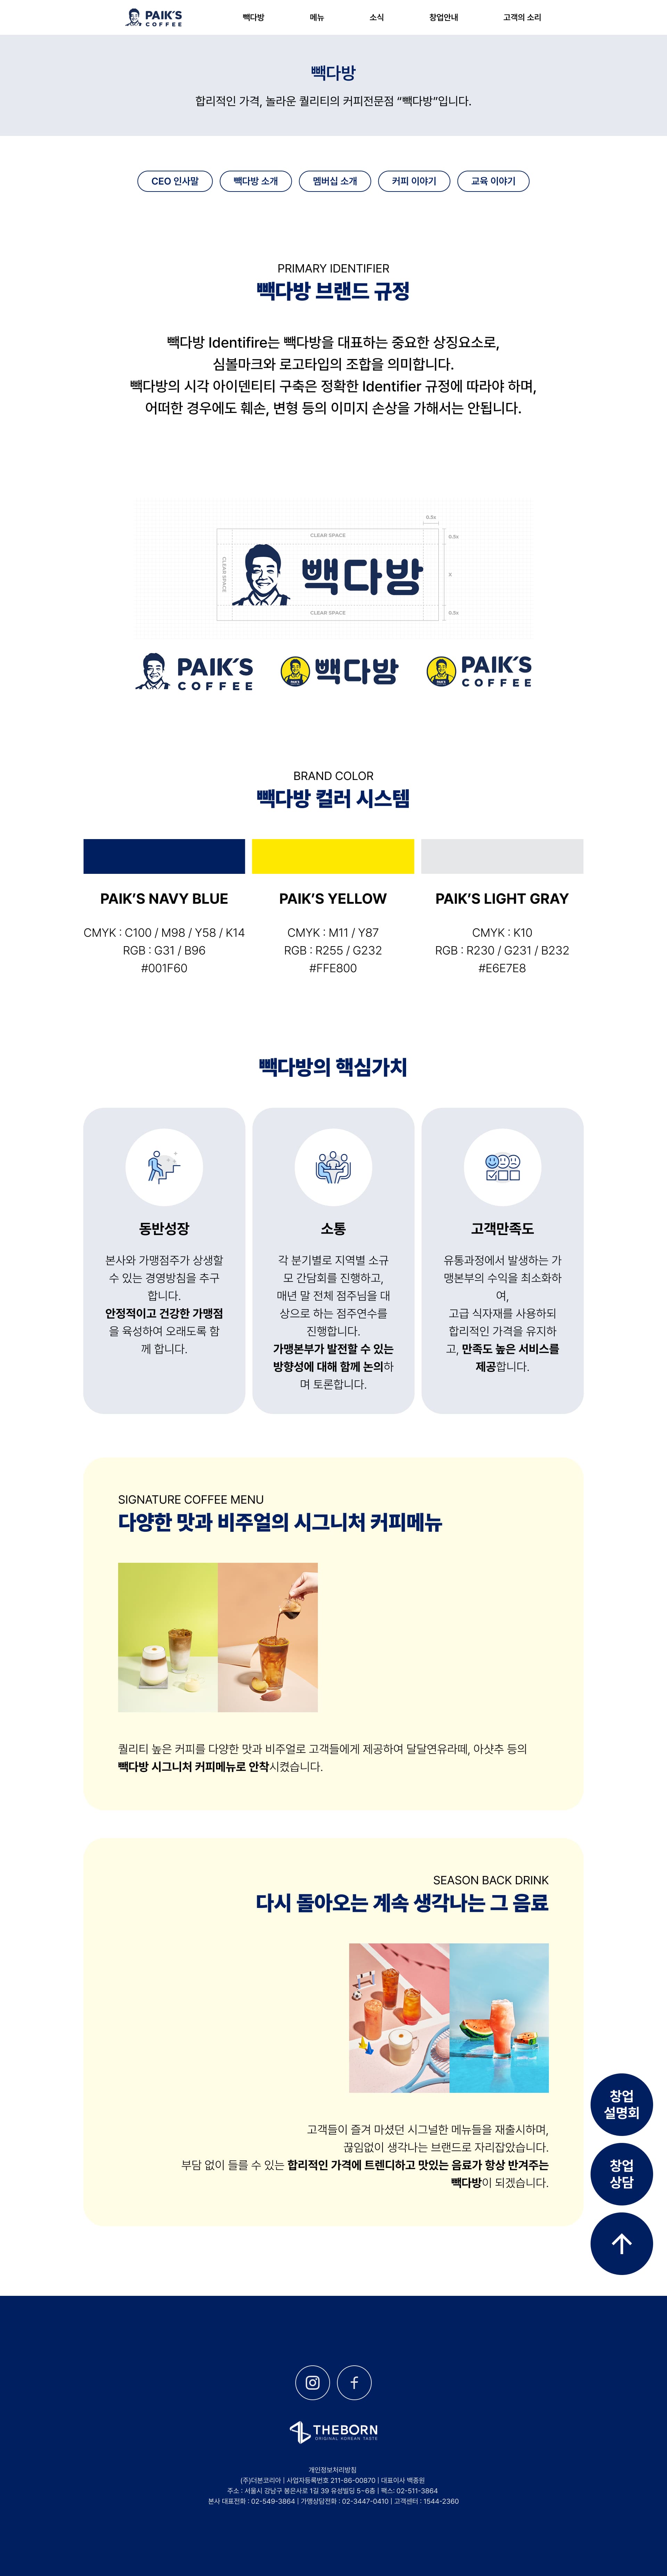 PAIK'S
COFFEE
빽다방
메뉴
소식
창업안내
고객의 소리
빽다방
합리적인 가격, 놀라운 퀄리티의 커피전문점 “빽다방”입니다.
CEO 인사말
빽다방 소개
멤버십 소개
커피 이야기
교육 이야기
PRIMARY IDENTIFIER
빽다방 브랜드 규정
빽다방 Identifire는 빽다방을 대표하는 중요한 상징요소로,
심볼마크와 로고타입의 조합을 의미합니다.
빽다방의 시각 아이덴티티 구축은 정확한 Identifier 규정에 따라야 하며,
어떠한 경우에도 훼손, 변형 등의 이미지 손상을 가해서는 안됩니다.
0.5x
CLEAR SPACE
0.5x
CLEAR SPACE
빽다방
X
CLEAR SPACE
0.5x
PAIK'S
COFFEE
빽다방
PAIK'S
COFFEE
BRAND COLOR
빽다방 컬러 시스템
PAIK’S NAVY BLUE
CMYK : C100 / M98 / Y58 / K14
RGB : G31 / B96
#001F60
PAIK’S YELLOW
CMYK : M11 / Y87
RGB : R255 / G232
#FFE800
PAIK’S LIGHT GRAY
CMYK : K10
RGB : R230 / G231 / B232
#E6E7E8
빽다방의 핵심가치
동반성장
본사와 가맹점주가 상생할
수 있는 경영방침을 추구
합니다.
안정적이고 건강한 가맹점
을 육성하여 오래도록 함
께 합니다.
소통
각 분기별로 지역별 소규
모 간담회를 진행하고,
매년 말 전체 점주님을 대
상으로 하는 점주연수를
진행합니다.
가맹본부가 발전할 수 있는
방향성에 대해 함께 논의하
며 토론합니다.
고객만족도
유통과정에서 발생하는 가
맹본부의 수익을 최소화하
여,
고급 식자재를 사용하되
합리적인 가격을 유지하
고, 만족도 높은 서비스를
제공합니다.
SIGNATURE COFFEE MENU
다양한 맛과 비주얼의 시그니처 커피메뉴
퀄리티 높은 커피를 다양한 맛과 비주얼로 고객들에게 제공하여 달달연유라떼, 아샷추 등의
빽다방 시그니처 커피메뉴로 안착시켰습니다.
SEASON BACK DRINK
다시 돌아오는 계속 생각나는 그 음료
고객들이 즐겨 마셨던 시그널한 메뉴들을 재출시하며,
끊임없이 생각나는 브랜드로 자리잡았습니다.
부담 없이 들를 수 있는 합리적인 가격에 트렌디하고 맛있는 음료가 항상 반겨주는
빽다방이 되겠습니다.
창업
설명회
창업
상담
THEBORN
ORIGINAL KOREAN TASTE
개인정보처리방침
(주)더본코리아 | 사업자등록번호 211-86-00870 | 대표이사 백종원
주소 : 서울시 강남구 봉은사로 1길 39 유성빌딩 5~6층 | 팩스: 02-511-3864
본사 대표전화 : 02-549-3864 | 가맹상담전화 : 02-3447-0410 | 고객센터 : 1544-2360